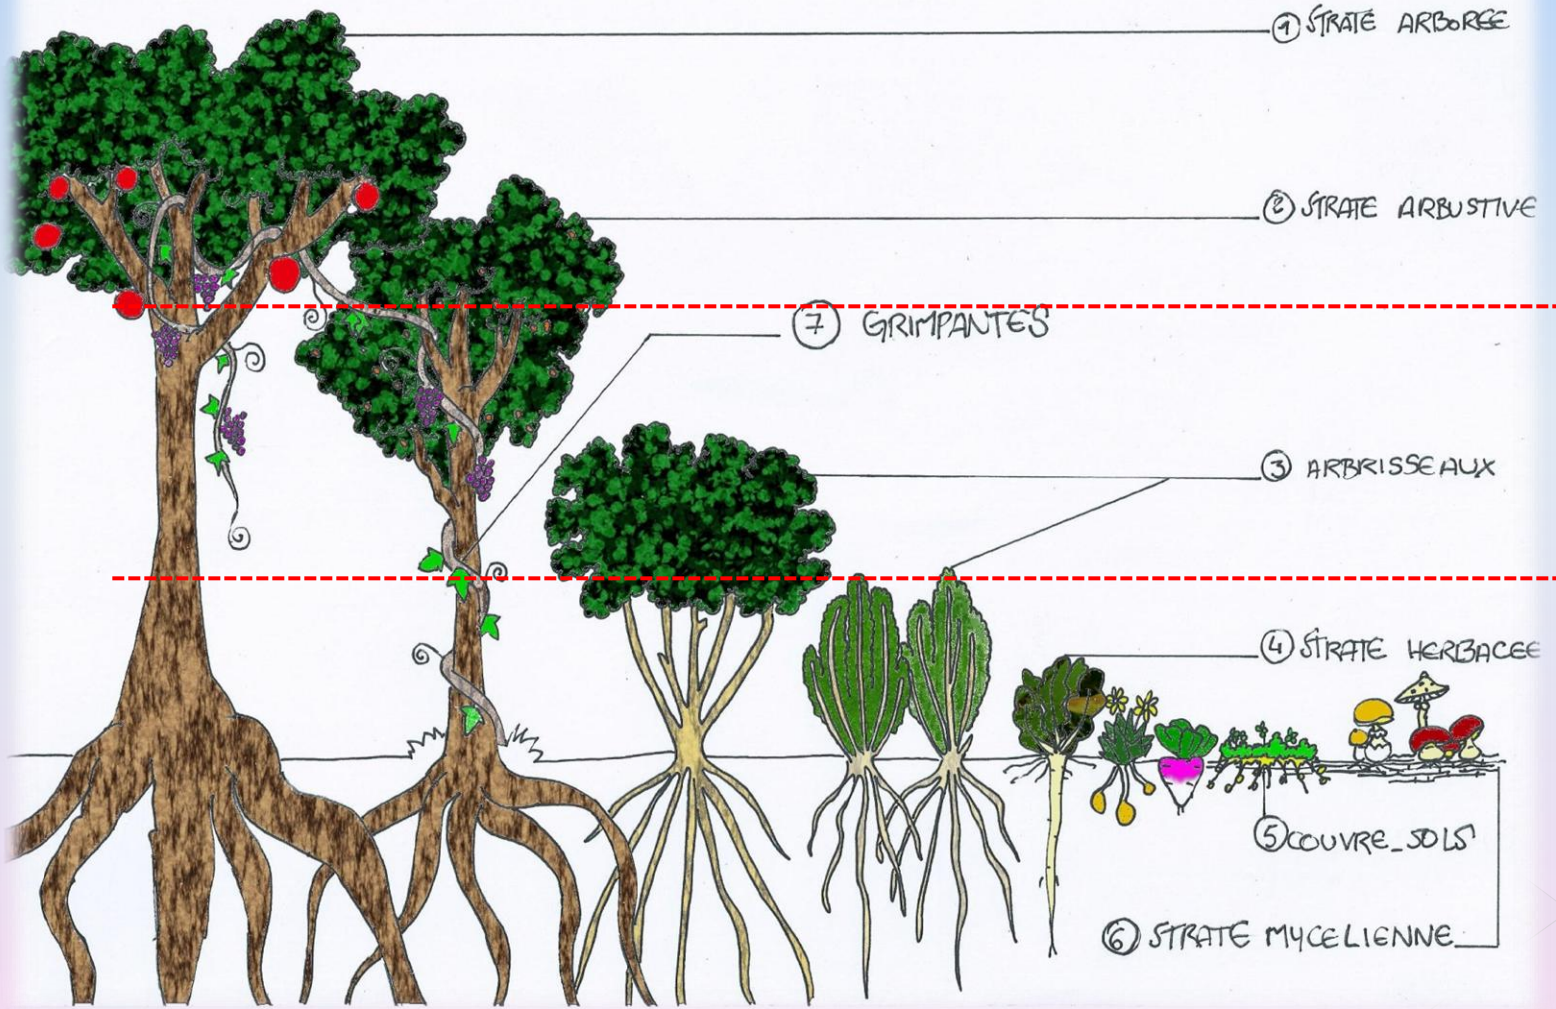 ① STRATE ARBOREE
② STRATE ARBUSTIVE
⑦ GRIMPANTES
③ ARBRISSEAUX
④ STRATE HERBACEE
⑤ COUVRE_SOLS
⑥ STRATE MYCELIENNE